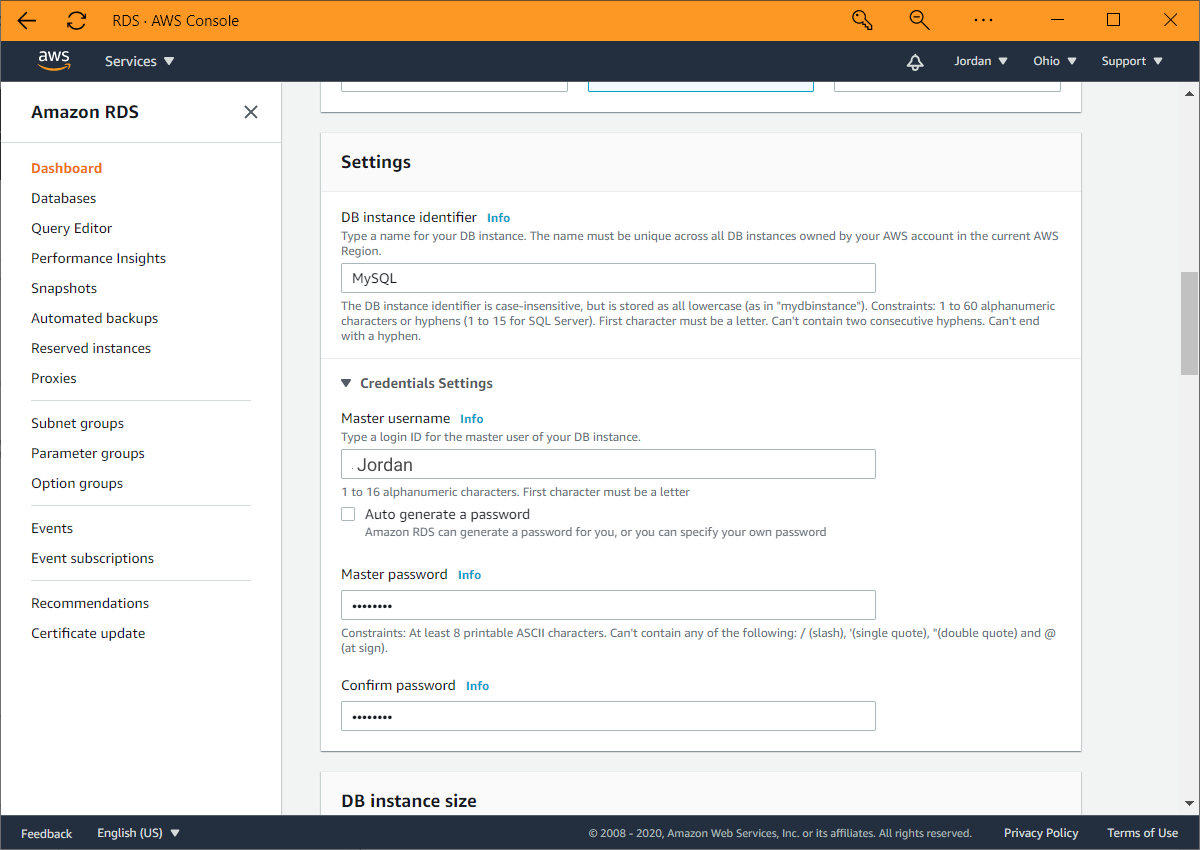 RDS · AWS Console
aws
Services
Jordan
Ohio
Support
Amazon RDS
Dashboard
Databases
Query Editor
Performance Insights
Snapshots
Automated backups
Reserved instances
Proxies
Subnet groups
Parameter groups
Option groups
Events
Event subscriptions
Recommendations
Certificate update
Settings
DB instance identifier Info
Type a name for your DB instance. The name must be unique across all DB instances owned by your AWS account in the current AWS
Region.
MySQL
The DB instance identifier is case-insensitive, but is stored as all lowercase (as in "mydbinstance"). Constraints: 1 to 60 alphanumeric
characters or hyphens (1 to 15 for SQL Server). First character must be a letter. Can't contain two consecutive hyphens. Can't end
with a hyphen.
Credentials Settings
Master username Info
Type a login ID for the master user of your DB instance.
Jordan
1 to 16 alphanumeric characters. First character must be a letter
Auto generate a password
Amazon RDS can generate a password for you, or you can specify your own password
Master password Info
••••••••
Constraints: At least 8 printable ASCII characters. Can't contain any of the following: / (slash), '(single quote), "(double quote) and @
(at sign).
Confirm password Info
••••••••
DB instance size
Feedback
English (US)
© 2008 - 2020, Amazon Web Services, Inc. or its affiliates. All rights reserved.
Privacy Policy
Terms of Use